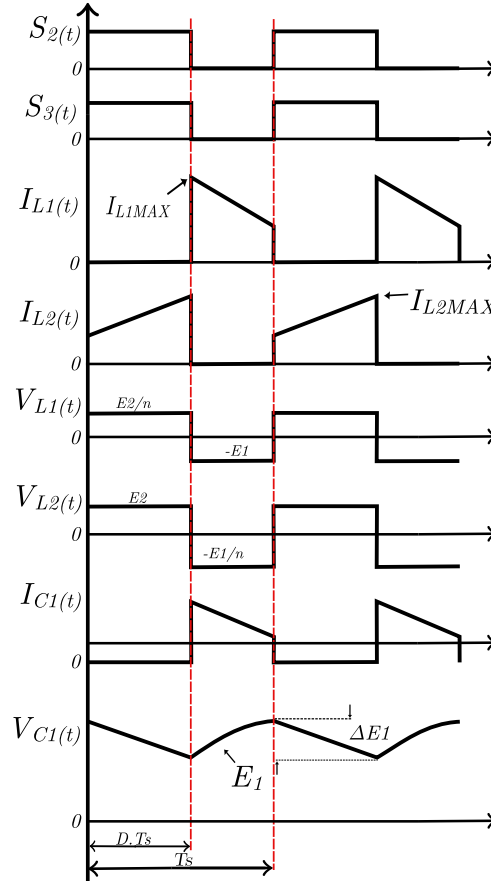 S2(t)
0
S3(t)
0
IL1(t)
IL1MAX
0
IL2(t)
IL2MAX
0
VL1(t)
E2/n
0
-E1
VL2(t)
E2
0
-E1/n
IC1(t)
0
VC1(t)
ΔE1
E1
0
D.Ts
Ts